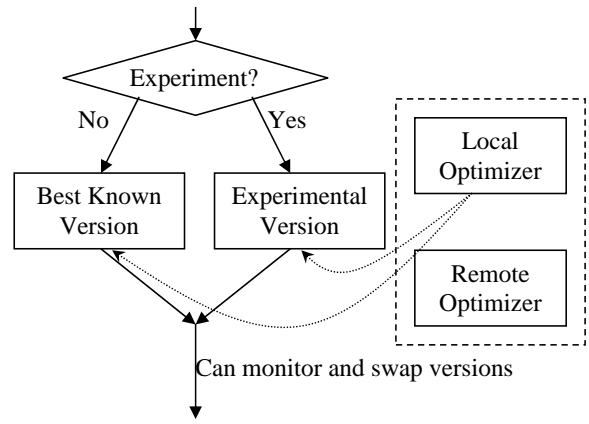 Experiment?
No
Yes
Best Known
Version
Experimental
Version
Local
Optimizer
Remote
Optimizer
Can monitor and swap versions